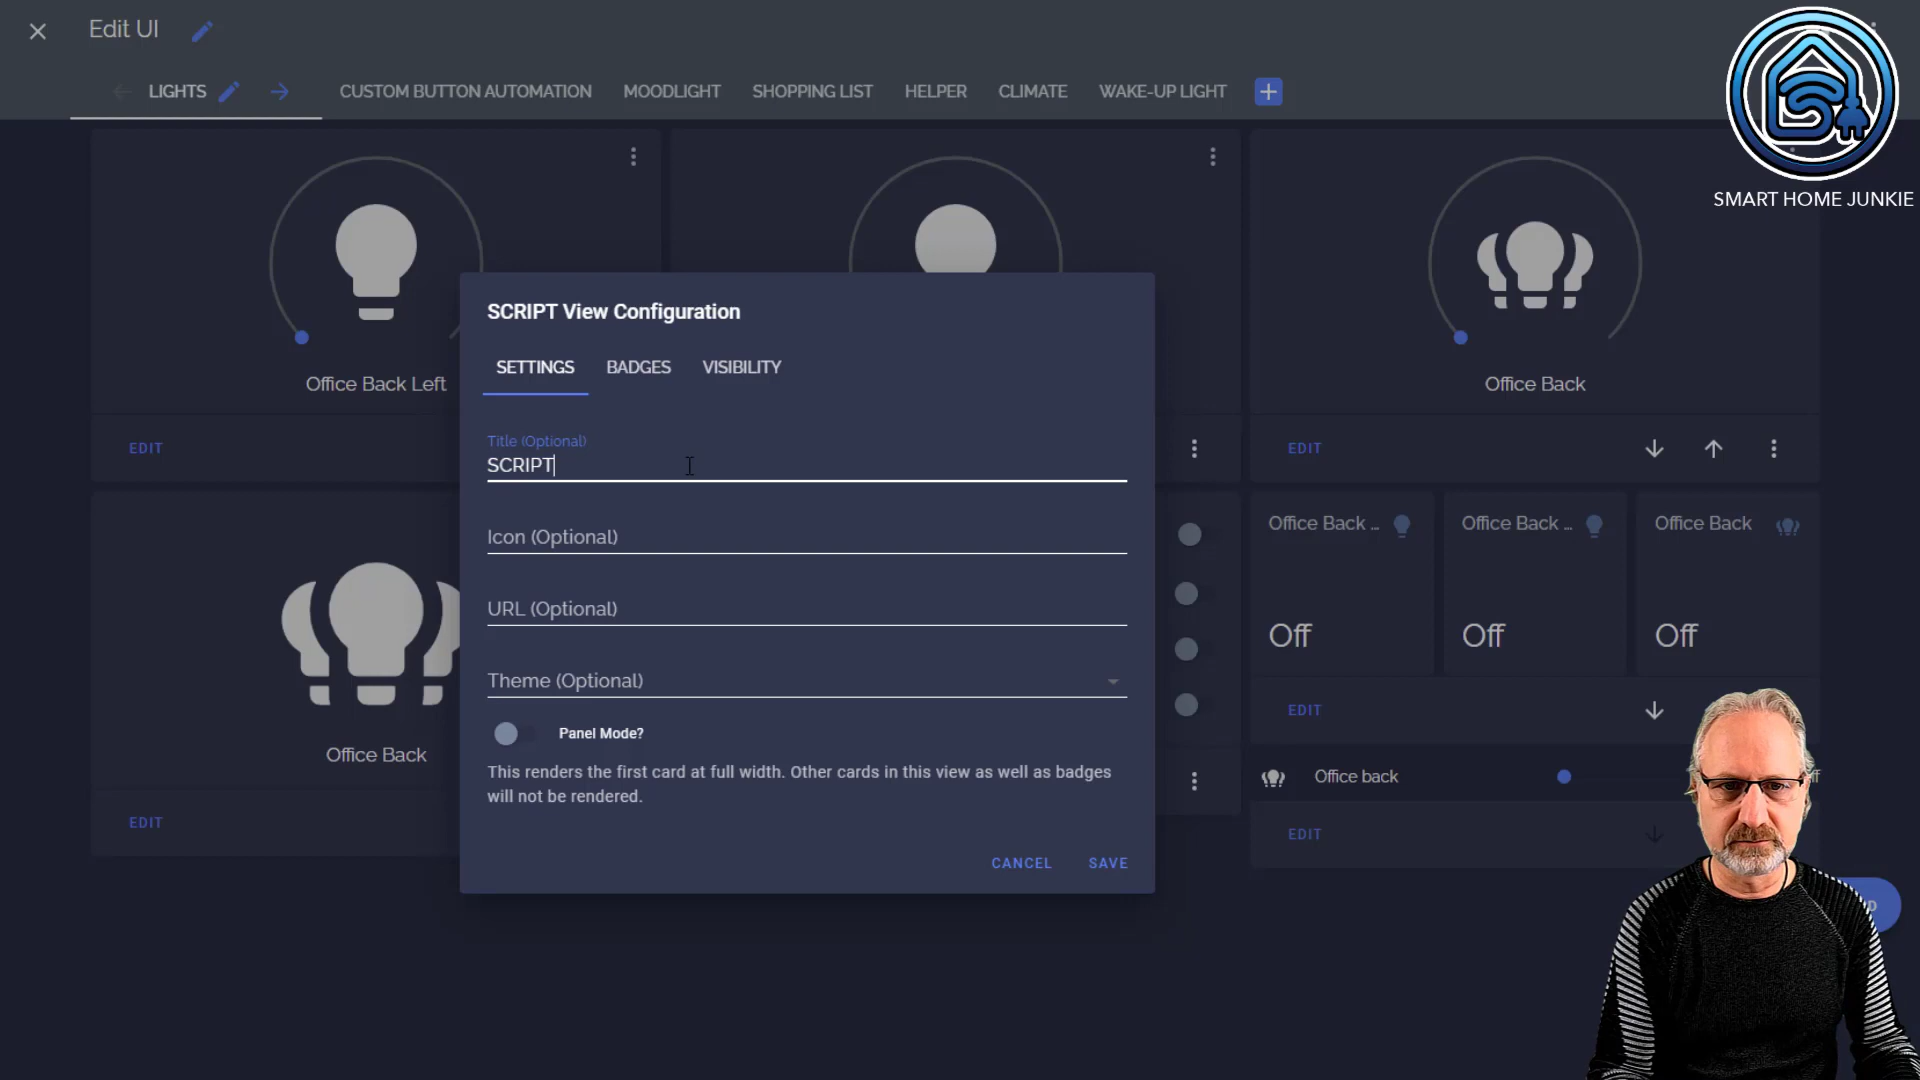 Edit UI
LIGHTS
CUSTOM BUTTON AUTOMATION
MOODLIGHT
SHOPPING LIST
HELPER
CLIMATE
WAKE-UP LIGHT
SMART HOME JUNKIE
Office Back Left
Office Back
EDIT
EDIT
SCRIPT View Configuration
SETTINGS
BADGES
VISIBILITY
Title (Optional)
SCRIPT
Icon (Optional)
URL (Optional)
Theme (Optional)
Panel Mode?
This renders the first card at full width. Other cards in this view as well as badges
will not be rendered.
CANCEL
SAVE
Office Back ...
Office Back ...
Office Back
Off
Off
Off
EDIT
Office Back
Office back
EDIT
EDIT